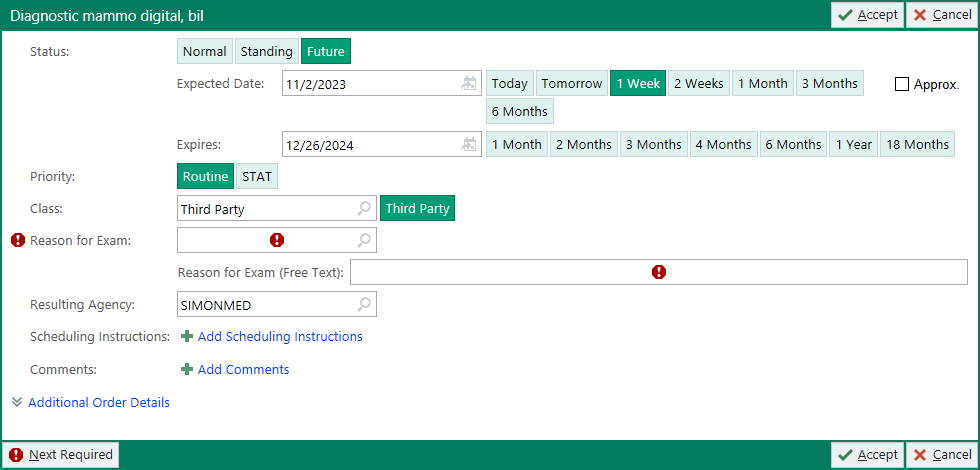 Diagnostic mammo digital, bil Accept Cancel
Status: Normal Standing Future
Expected Date: 11/2/2023 Today Tomorrow 1 Week 2 Weeks 1 Month 3 Months Approx.
6 Months
Expires: 12/26/2024 1 Month 2 Months 3 Months 4 Months 6 Months 1 Year 18 Months
Priority: Routine STAT
Class: Third Party Third Party
Reason for Exam:
Reason for Exam (Free Text):
Resulting Agency: SIMONMED
Scheduling Instructions: Add Scheduling Instructions
Comments: Add Comments
Additional Order Details
Next Required Accept Cancel